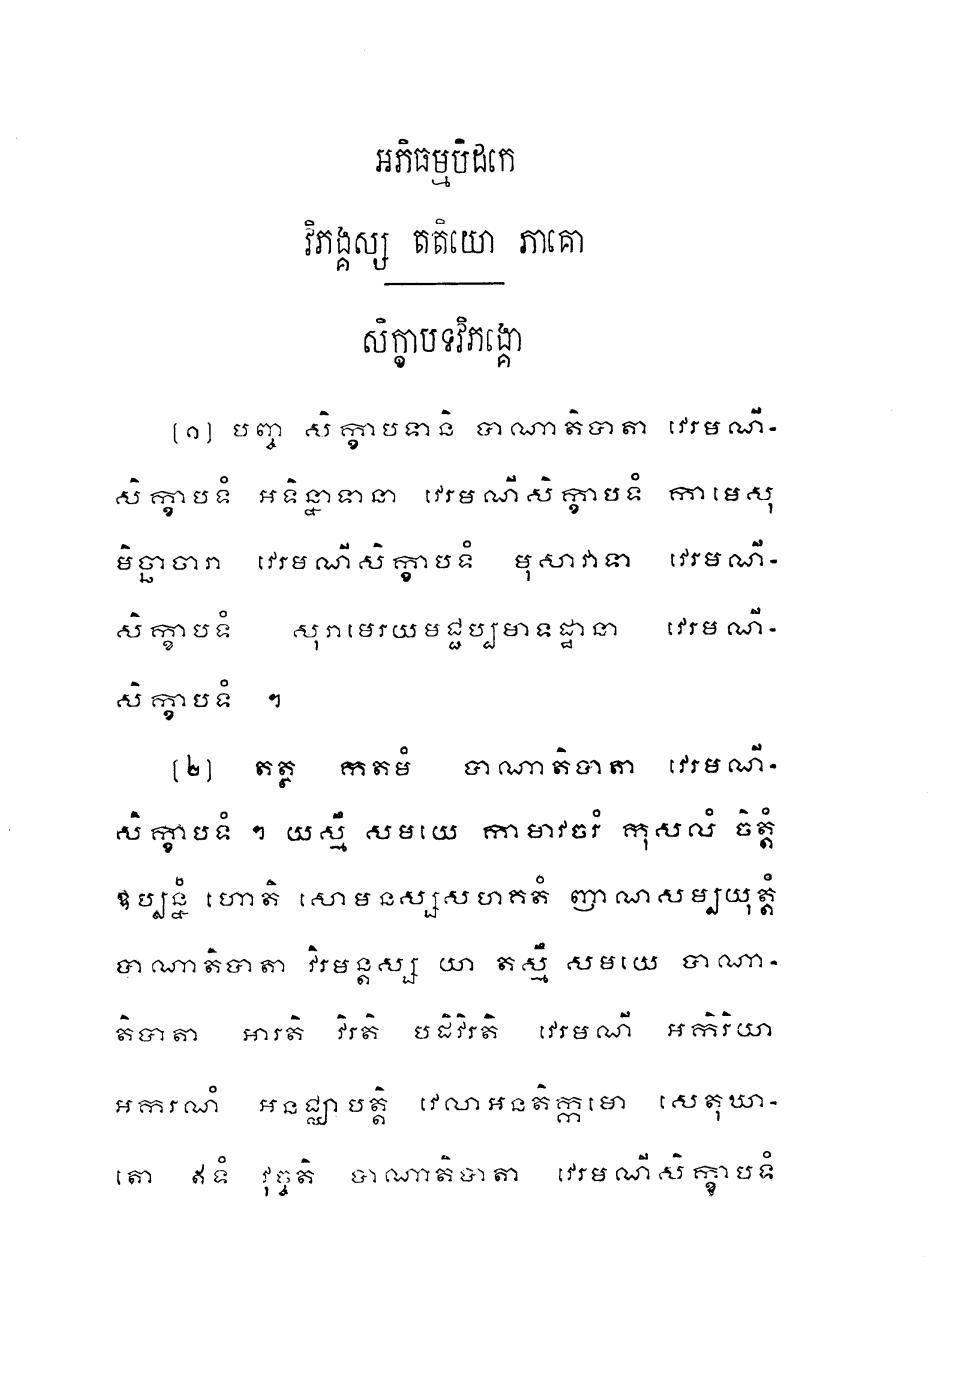 អភិធម្មបិដកេ
វិភង្គស្ស តតិយោ ភាគោ
សិក្ខាបទវិភង្គោ
(១) បញ្ច សិក្ខាបទានិ បាណាតិបាតា វេរមណី-
សិក្ខាបទំ អទិន្នាទានា វេរមណីសិក្ខាបទំ កាមេសុ
មិច្ឆាចារា វេរមណីសិក្ខាបទំ មុសាវាទា វេរមណី-
សិក្ខាបទំ សុរាមេរយមជ្ជប្បមាទដ្ឋានា វេរមណី-
សិក្ខាបទំ ។
(២) តត្ថ កតមំ បាណាតិបាតា វេរមណី-
សិក្ខាបទំ ។ យស្មឹ សមយេ កាមាវចរំ កុសលំ ចិត្តំ
ឧប្បន្នំ ហោតិ សោមនស្សសហគតំ ញាណសម្បយុត្តំ
បាណាតិបាតា វិរមន្តស្ស យា តស្មឹ សមយេ បាណា-
តិបាតា អារតិ វិរតិ បដិវិរតិ វេរមណី អកិរិយា
អករណំ អនជ្ឈាបត្តិ វេលាអនតិក្កមោ សេតុឃា-
តោ ឥទំ វុច្ចតិ បាណាតិបាតា វេរមណីសិក្ខាបទំ